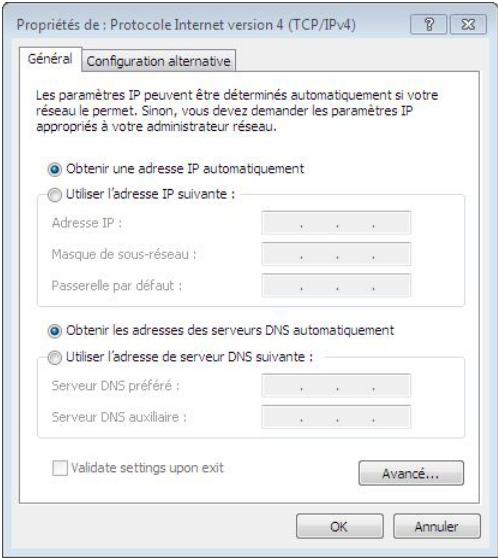 Propriétés de : Protocole Internet version 4 (TCP/IPv4)
Général
Configuration alternative
Les paramètres IP peuvent être déterminés automatiquement si votre
réseau le permet. Sinon, vous devez demander les paramètres IP
appropriés à votre administrateur réseau.
Obtenir une adresse IP automatiquement
Utiliser l'adresse IP suivante :
Adresse IP :
Masque de sous-réseau :
Passerelle par défaut :
Obtenir les adresses des serveurs DNS automatiquement
Utiliser l'adresse de serveur DNS suivante :
Serveur DNS préféré :
Serveur DNS auxiliaire :
Validate settings upon exit
Avancé...
OK
Annuler